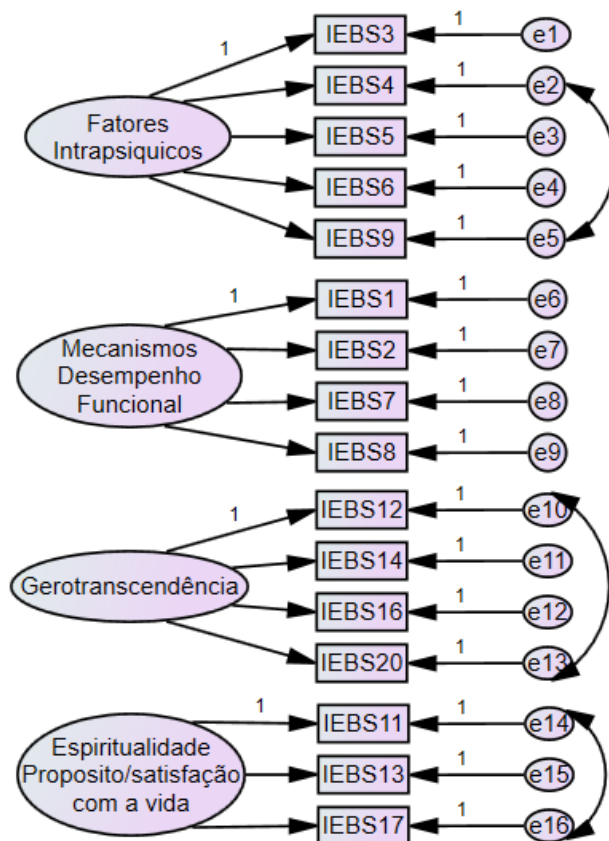 1
IEBS3
1
e1
IEBS4
1
e2
Fatores
Intrapsiquicos
IEBS5
1
e3
IEBS6
1
e4
IEBS9
1
e5
1
IEBS1
1
e6
Mecanismos
Desempenho
Funcional
IEBS2
1
e7
IEBS7
1
e8
IEBS8
1
e9
1
IEBS12
1
e10
Gerotranscendência
IEBS14
1
e11
IEBS16
1
e12
IEBS20
1
e13
1
IEBS11
1
e14
Espiritualidade
Proposito/satisfação
com a vida
IEBS13
1
e15
IEBS17
1
e16